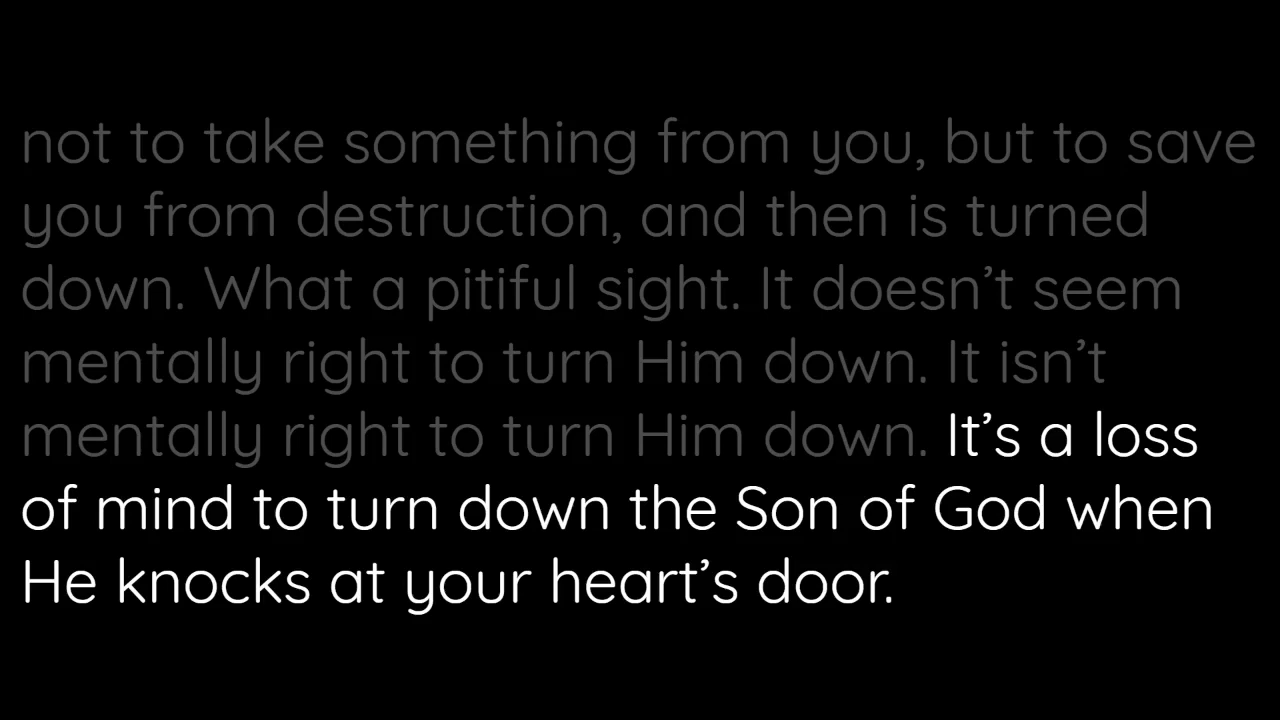 not to take something from you, but to save
you from destruction, and then is turned
down. What a pitiful sight. It doesn’t seem
mentally right to turn Him down. It isn’t
mentally right to turn Him down. It’s a loss
of mind to turn down the Son of God when
He knocks at your heart’s door.